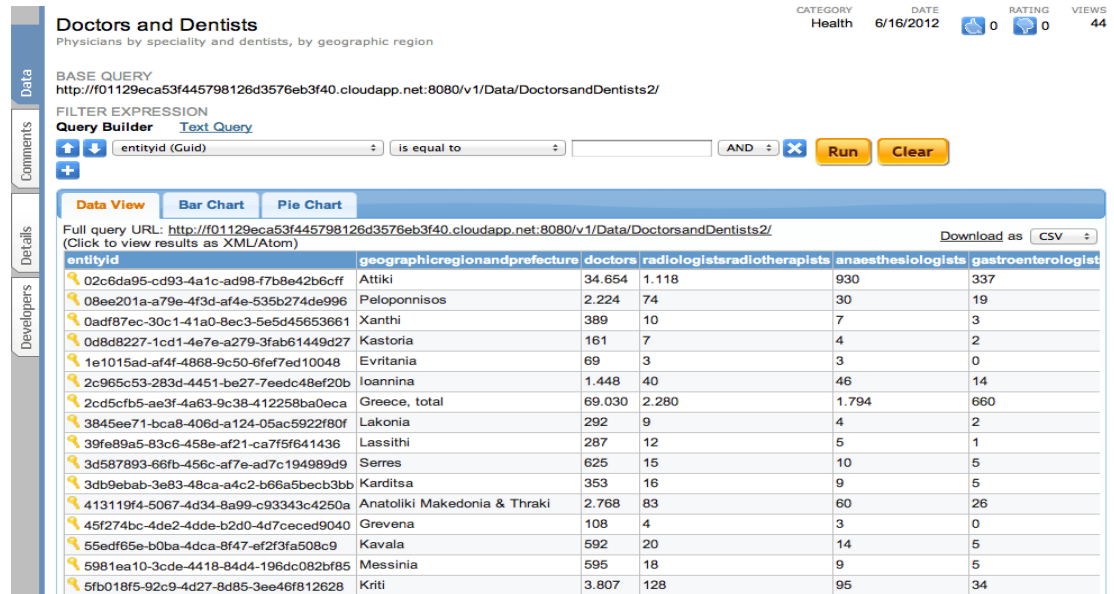 CATEGORY DATE RATING VIEWS
Doctors and Dentists Health 6/16/2012 0 0 44
Physicians by speciality and dentists, by geographic region
BASE QUERY
http://f01129eca53f445798126d3576eb3f40.cloudapp.net:8080/v1/Data/DoctorsandDentists2/
FILTER EXPRESSION
Query Builder Text Query
entityid (Guid) is equal to AND Run Clear
Data
Comments
Details
Developers
Data View Bar Chart Pie Chart
Full query URL: http://f01129eca53f445798126d3576eb3f40.cloudapp.net:8080/v1/Data/DoctorsandDentists2/
(Click to view results as XML/Atom) Download as CSV
entityid geographicregionandprefecture doctors radiologistsradiotherapists anaesthesiologists gastroenterologist
02c6da95-cd93-4a1c-ad98-f7b8e42b6cff Attiki 34.654 1.118 930 337
08ee201a-a79e-4f3d-af4e-535b274de996 Peloponnisos 2.224 74 30 19
0adf87ec-30c1-41a0-8ec3-5e5d45653661 Xanthi 389 10 7 3
0d8d8227-1cd1-4e7e-a279-3fab61449d27 Kastoria 161 7 4 2
1e1015ad-af4f-4868-9c50-6fef7ed10048 Evritania 69 3 3 0
2c965c53-283d-4451-be27-7eedc48ef20b Ioannina 1.448 40 46 14
2cd5cfb5-ae3f-4a63-9c38-412258ba0eca Greece, total 69.030 2.280 1.794 660
3845ee71-bca8-406d-a124-05ac5922f80f Lakonia 292 9 4 2
39fe89a5-83c6-458e-af21-ca7f5f641436 Lassithi 287 12 5 1
3d587893-66fb-456c-af7e-ad7c194989d9 Serres 625 15 10 5
3db9ebab-3e83-48ca-a4c2-b66a5becb3bb Karditsa 353 16 9 5
413119f4-5067-4d34-8a99-c93343c4250a Anatoliki Makedonia & Thraki 2.768 83 60 26
45f274bc-4de2-4dde-b2d0-4d7ceced9040 Grevena 108 4 3 0
55edf65e-b0ba-4dca-8f47-ef2f3fa508c9 Kavala 592 20 14 5
5981ea10-3cde-4418-84d4-196dc082bf85 Messinia 595 18 9 5
5fb018f5-92c9-4d27-8d85-3ee46f812628 Kriti 3.807 128 95 34